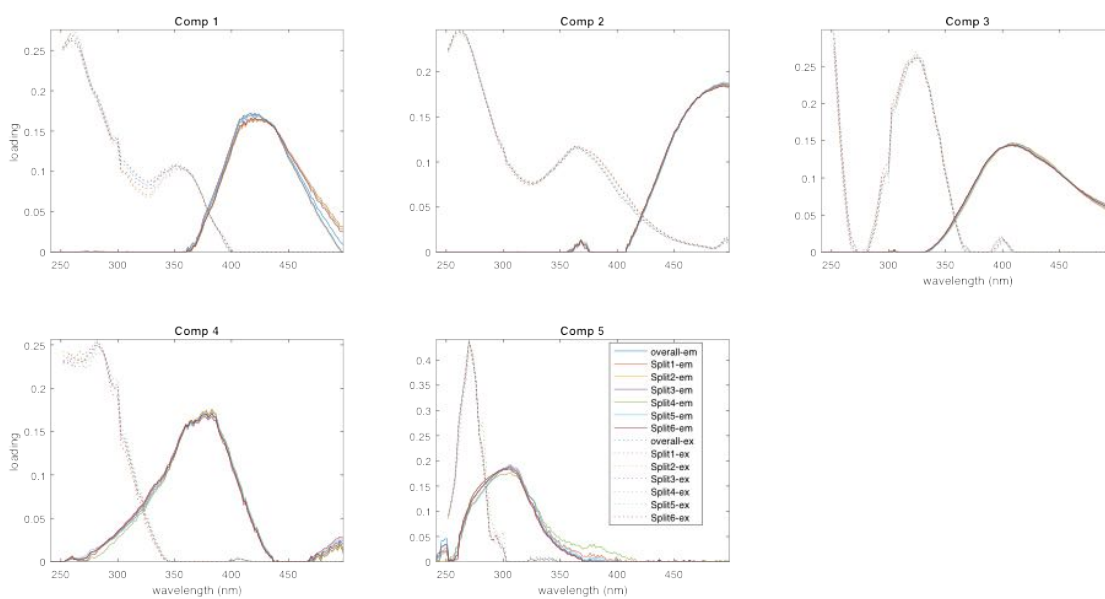 Comp 1
0.25
0.2
0.15
0.1
0.05
0
loading
250 300 350 400 450
Comp 2
0.2
0.15
0.1
0.05
0
250 300 350 400 450
Comp 3
0.25
0.2
0.15
0.1
0.05
0
250 300 350 400 450
wavelength (nm)
Comp 4
0.25
0.2
0.15
0.1
0.05
0
loading
250 300 350 400 450
wavelength (nm)
Comp 5
0.4
0.35
0.3
0.25
0.2
0.15
0.1
0.05
0
250 300 350 400 450
wavelength (nm)
overall-em
Split1-em
Split2-em
Split3-em
Split4-em
Split5-em
Split6-em
overall-ex
Split1-ex
Split2-ex
Split3-ex
Split4-ex
Split5-ex
Split6-ex